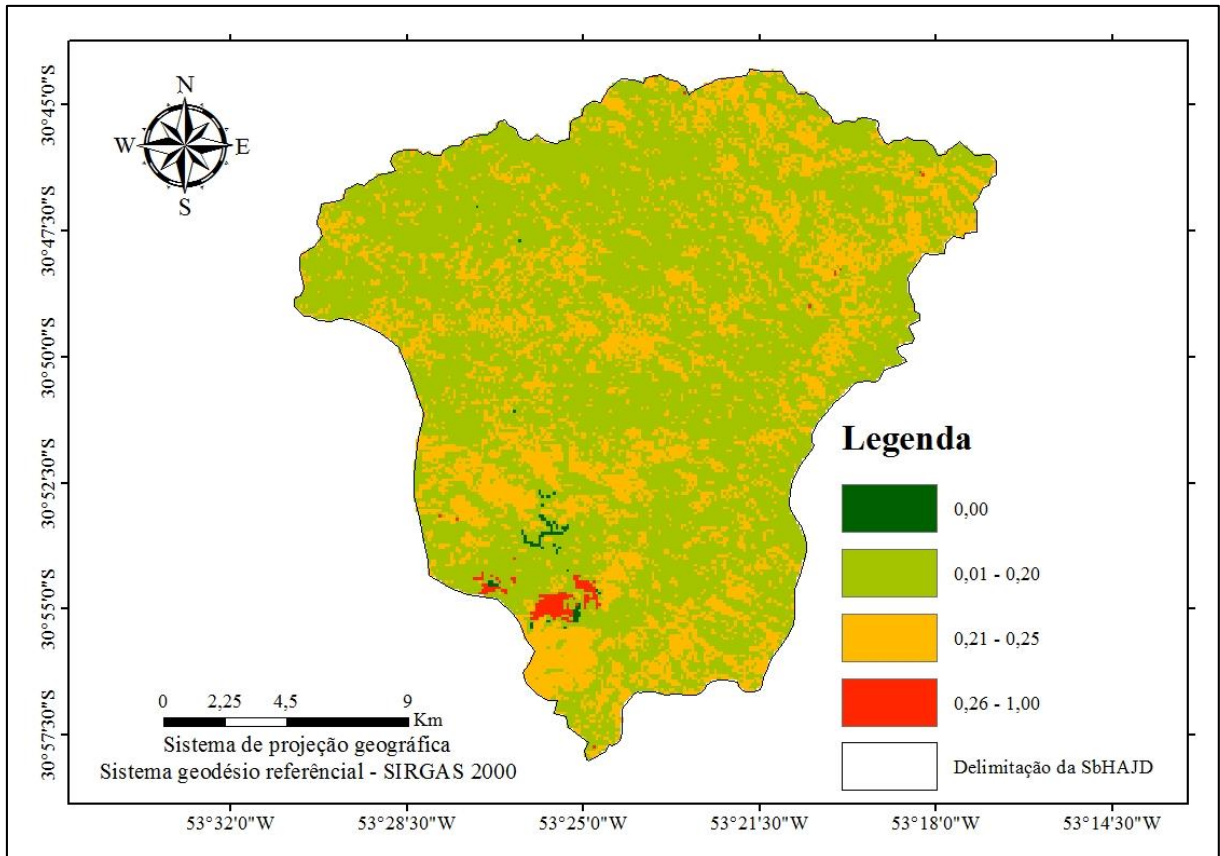 N
W E
S
30°45'0"S
30°47'30"S
30°50'0"S
30°52'30"S
30°55'0"S
30°57'30"S
Legenda
0,00
0,01 - 0,20
0,21 - 0,25
0,26 - 1,00
Delimitação da SbHAJD
0 2,25 4,5 9
Km
Sistema de projeção geográfica
Sistema geodésio referêncial - SIRGAS 2000
53°32'0"W 53°28'30"W 53°25'0"W 53°21'30"W 53°18'0"W 53°14'30"W